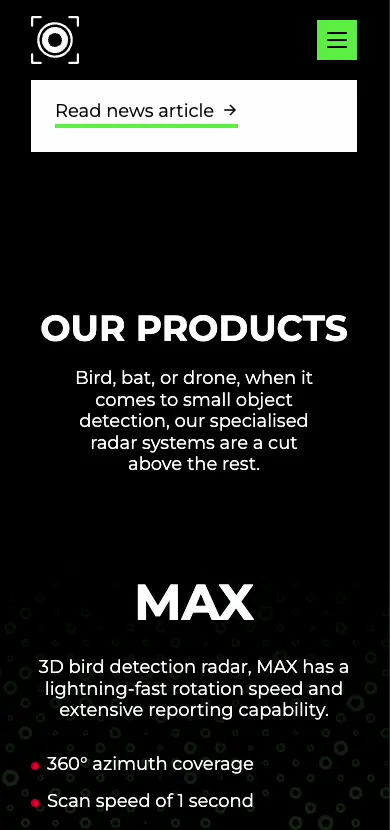 Read news article →
OUR PRODUCTS
Bird, bat, or drone, when it
comes to small object
detection, our specialised
radar systems are a cut
above the rest.
MAX
3D bird detection radar, MAX has a
lightning-fast rotation speed and
extensive reporting capability.
360° azimuth coverage
Scan speed of 1 second